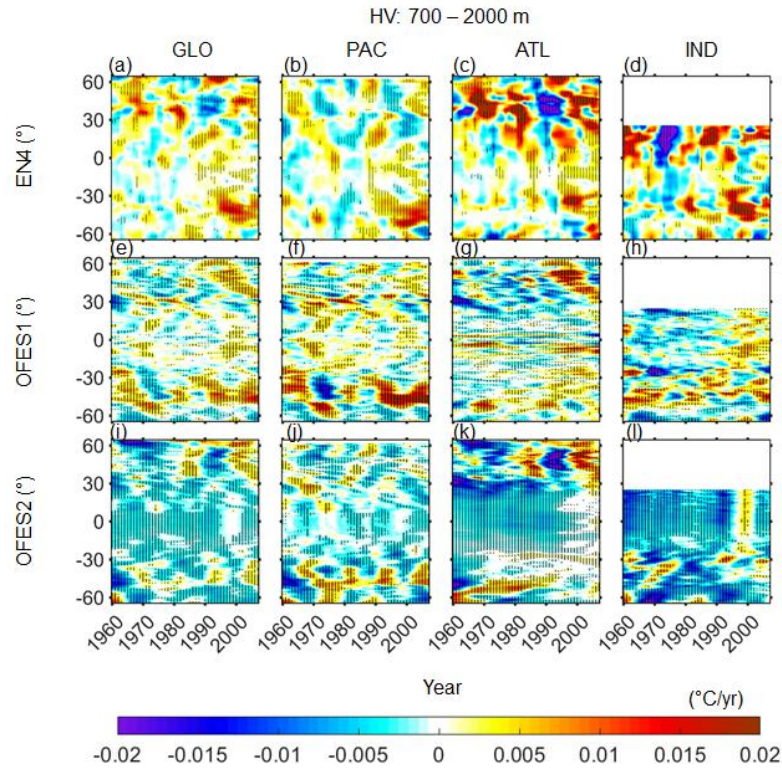 HV: 700 – 2000 m
GLO PAC ATL IND
(a) (b) (c) (d)
EN4 (°)
60
30
0
-30
-60
(e) (f) (g) (h)
OFES1 (°)
60
30
0
-30
-60
(i) (j) (k) (l)
OFES2 (°)
60
30
0
-30
-60
1960 1970 1980 1990 2000 1960 1970 1980 1990 2000 1960 1970 1980 1990 2000 1960 1970 1980 1990 2000
Year
(°C/yr)
-0.02 -0.015 -0.01 -0.005 0 0.005 0.01 0.015 0.02